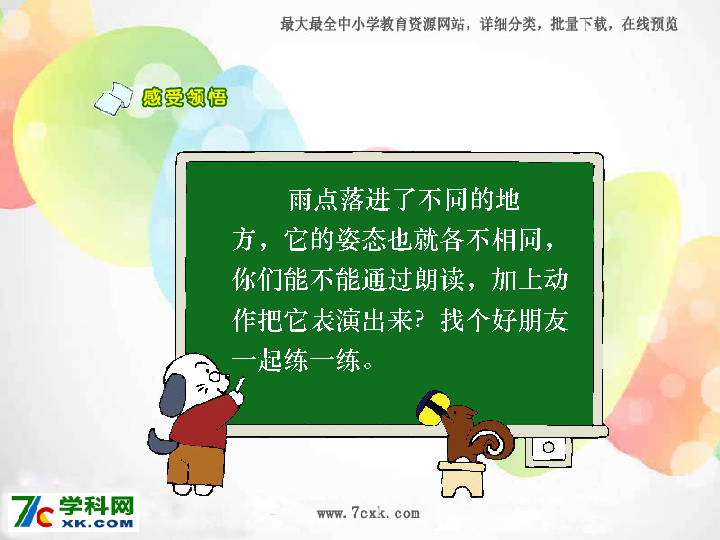 最大最全中小学教育资源网站，详细分类，批量下载，在线预览
感受领悟
雨点落进了不同的地
方，它的姿态也就各不相同，
你们能不能通过朗读，加上动
作把它表演出来？找个好朋友
一起练一练。
7C学科网
XK.COM
www.7cxk.com